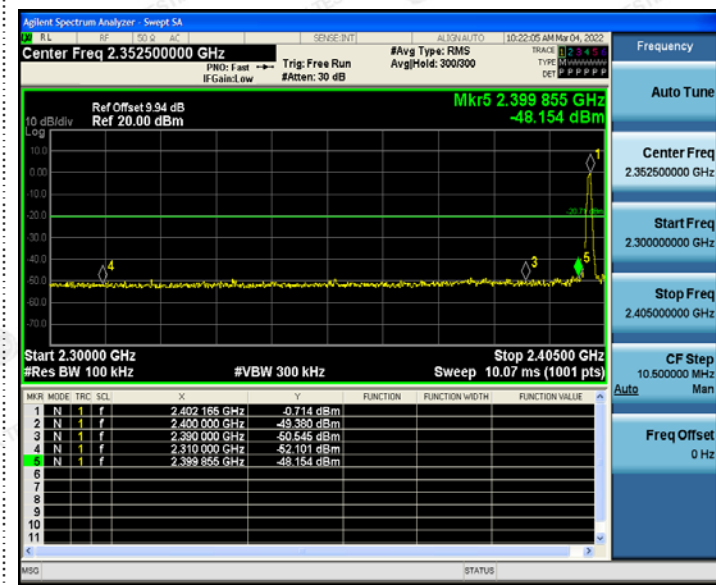 Agilent Spectrum Analyzer - Swept SA
RL RF 50 Ω AC SENSE:INT ALIGN AUTO 10:22:05 AM Mar 04, 2022
Center Freq 2.352500000 GHz
PNO: Fast
IFGain:Low
Trig: Free Run
#Atten: 30 dB
#Avg Type: RMS
Avg|Hold: 300/300
TRACE 1 2 3 4 5 6
TYPE M
DET P P P P P P
Frequency
Auto Tune
Center Freq
2.352500000 GHz
Start Freq
2.300000000 GHz
Stop Freq
2.405000000 GHz
CF Step
10.500000 MHz
Auto Man
Freq Offset
0 Hz
Mkr5 2.399 855 GHz
-48.154 dBm
Ref Offset 9.94 dB
10 dB/div Ref 20.00 dBm
Log
10.0
0.00
-10.0
-20.0
-30.0
-40.0
-50.0
-60.0
-70.0
1
-20.71 dBm
4
3
5
Start 2.30000 GHz Stop 2.40500 GHz
#Res BW 100 kHz #VBW 300 kHz Sweep 10.07 ms (1001 pts)
MKR MODE TRC SCL X Y FUNCTION FUNCTION WIDTH FUNCTION VALUE
1 N 1 f 2.402 165 GHz -0.714 dBm
2 N 1 f 2.400 000 GHz -49.380 dBm
3 N 1 f 2.390 000 GHz -50.545 dBm
4 N 1 f 2.310 000 GHz -52.101 dBm
5 N 1 f 2.399 855 GHz -48.154 dBm
6
7
8
9
10
11
MSG STATUS